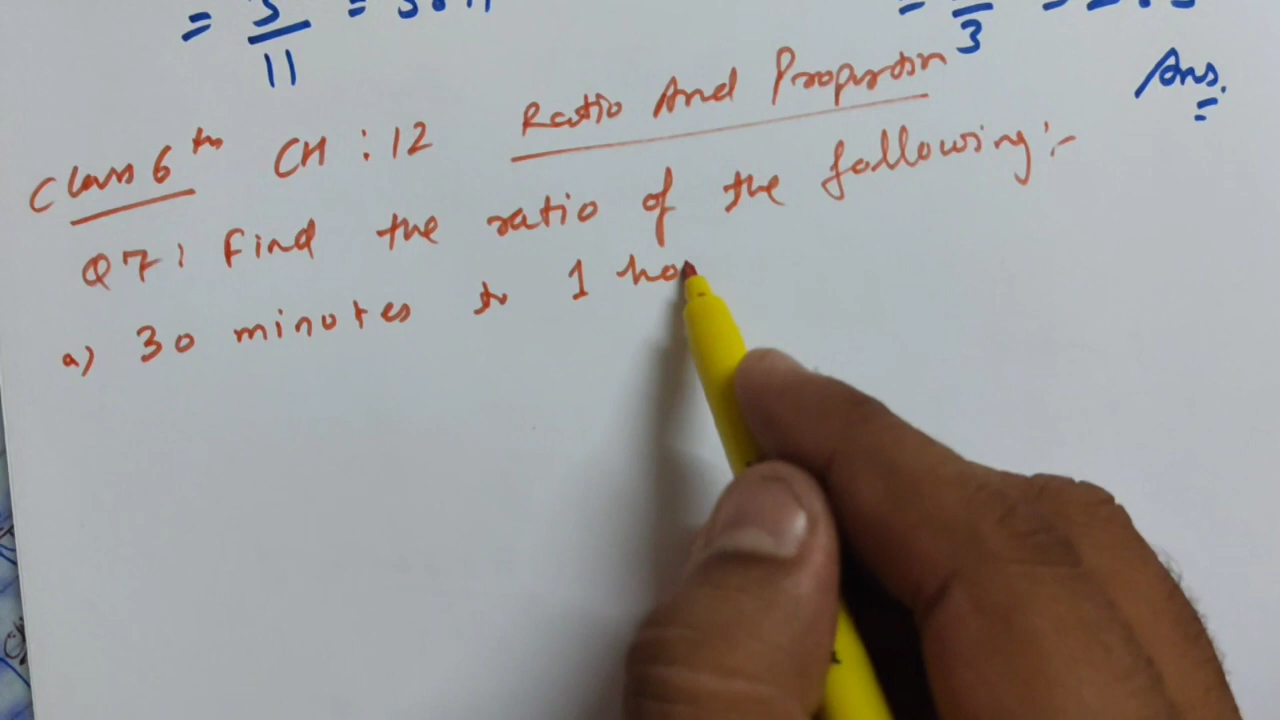 = 3/11 =
= /3 =
Ans.
Class 6th CH : 12 Ratio And Proportion
Q7: Find the ratio of the following:-
a) 30 minutes to 1 ho